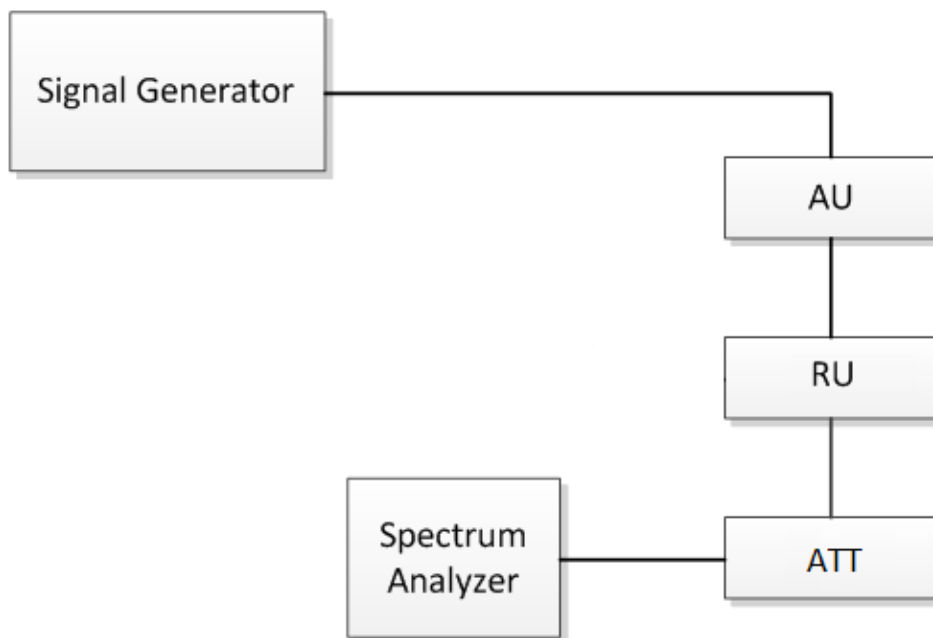 Signal Generator
AU
RU
Spectrum
Analyzer
ATT